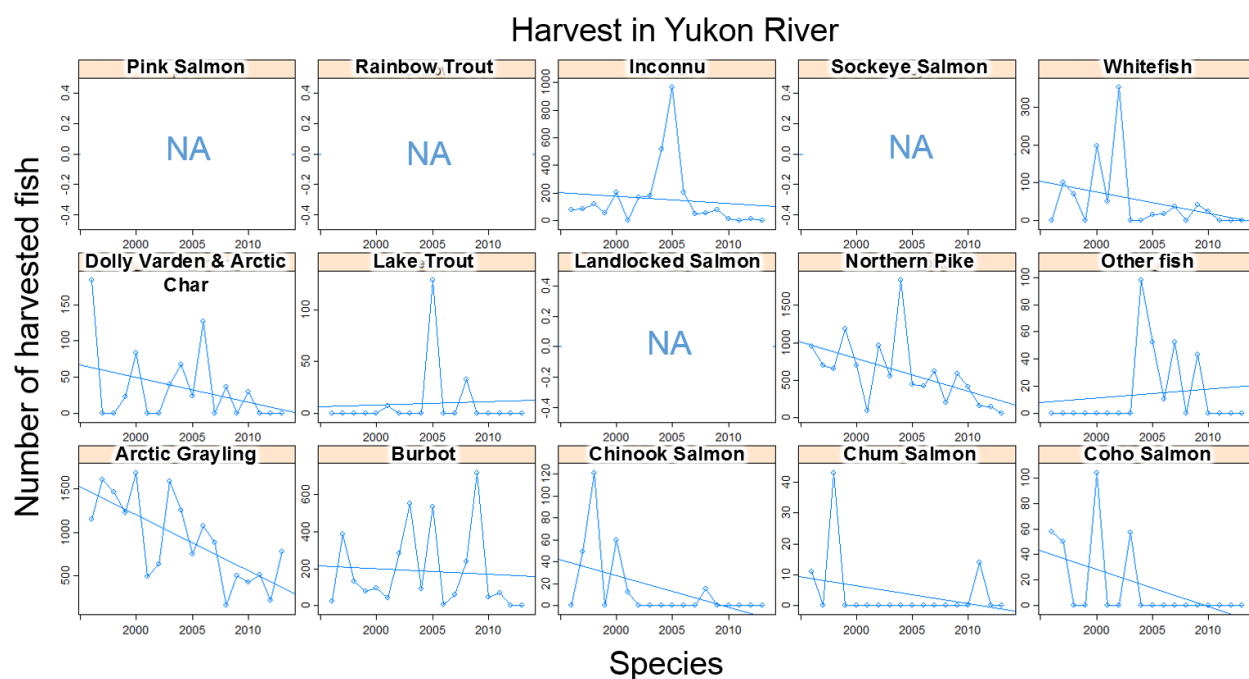 Harvest in Yukon River
Number of harvested fish
Pink Salmon
0.4
0.2
0.0
-0.2
-0.4
NA
2000 2005 2010
Rainbow Trout
0.4
0.2
0.0
-0.2
-0.4
NA
2000 2005 2010
Inconnu
1000
800
600
400
200
0
2000 2005 2010
Sockeye Salmon
0.4
0.2
0.0
-0.2
-0.4
NA
2000 2005 2010
Whitefish
300
200
100
0
2000 2005 2010
Dolly Varden & Arctic
Char
150
100
50
0
Lake Trout
100
50
0
Landlocked Salmon
0.4
0.2
0.0
-0.2
-0.4
NA
Northern Pike
1500
1000
500
0
Other fish
100
80
60
40
20
0
Arctic Grayling
1500
1000
500
2000 2005 2010
Burbot
600
400
200
0
2000 2005 2010
Chinook Salmon
120
100
80
60
40
20
0
2000 2005 2010
Chum Salmon
40
30
20
10
0
2000 2005 2010
Coho Salmon
100
80
60
40
20
0
2000 2005 2010
Species